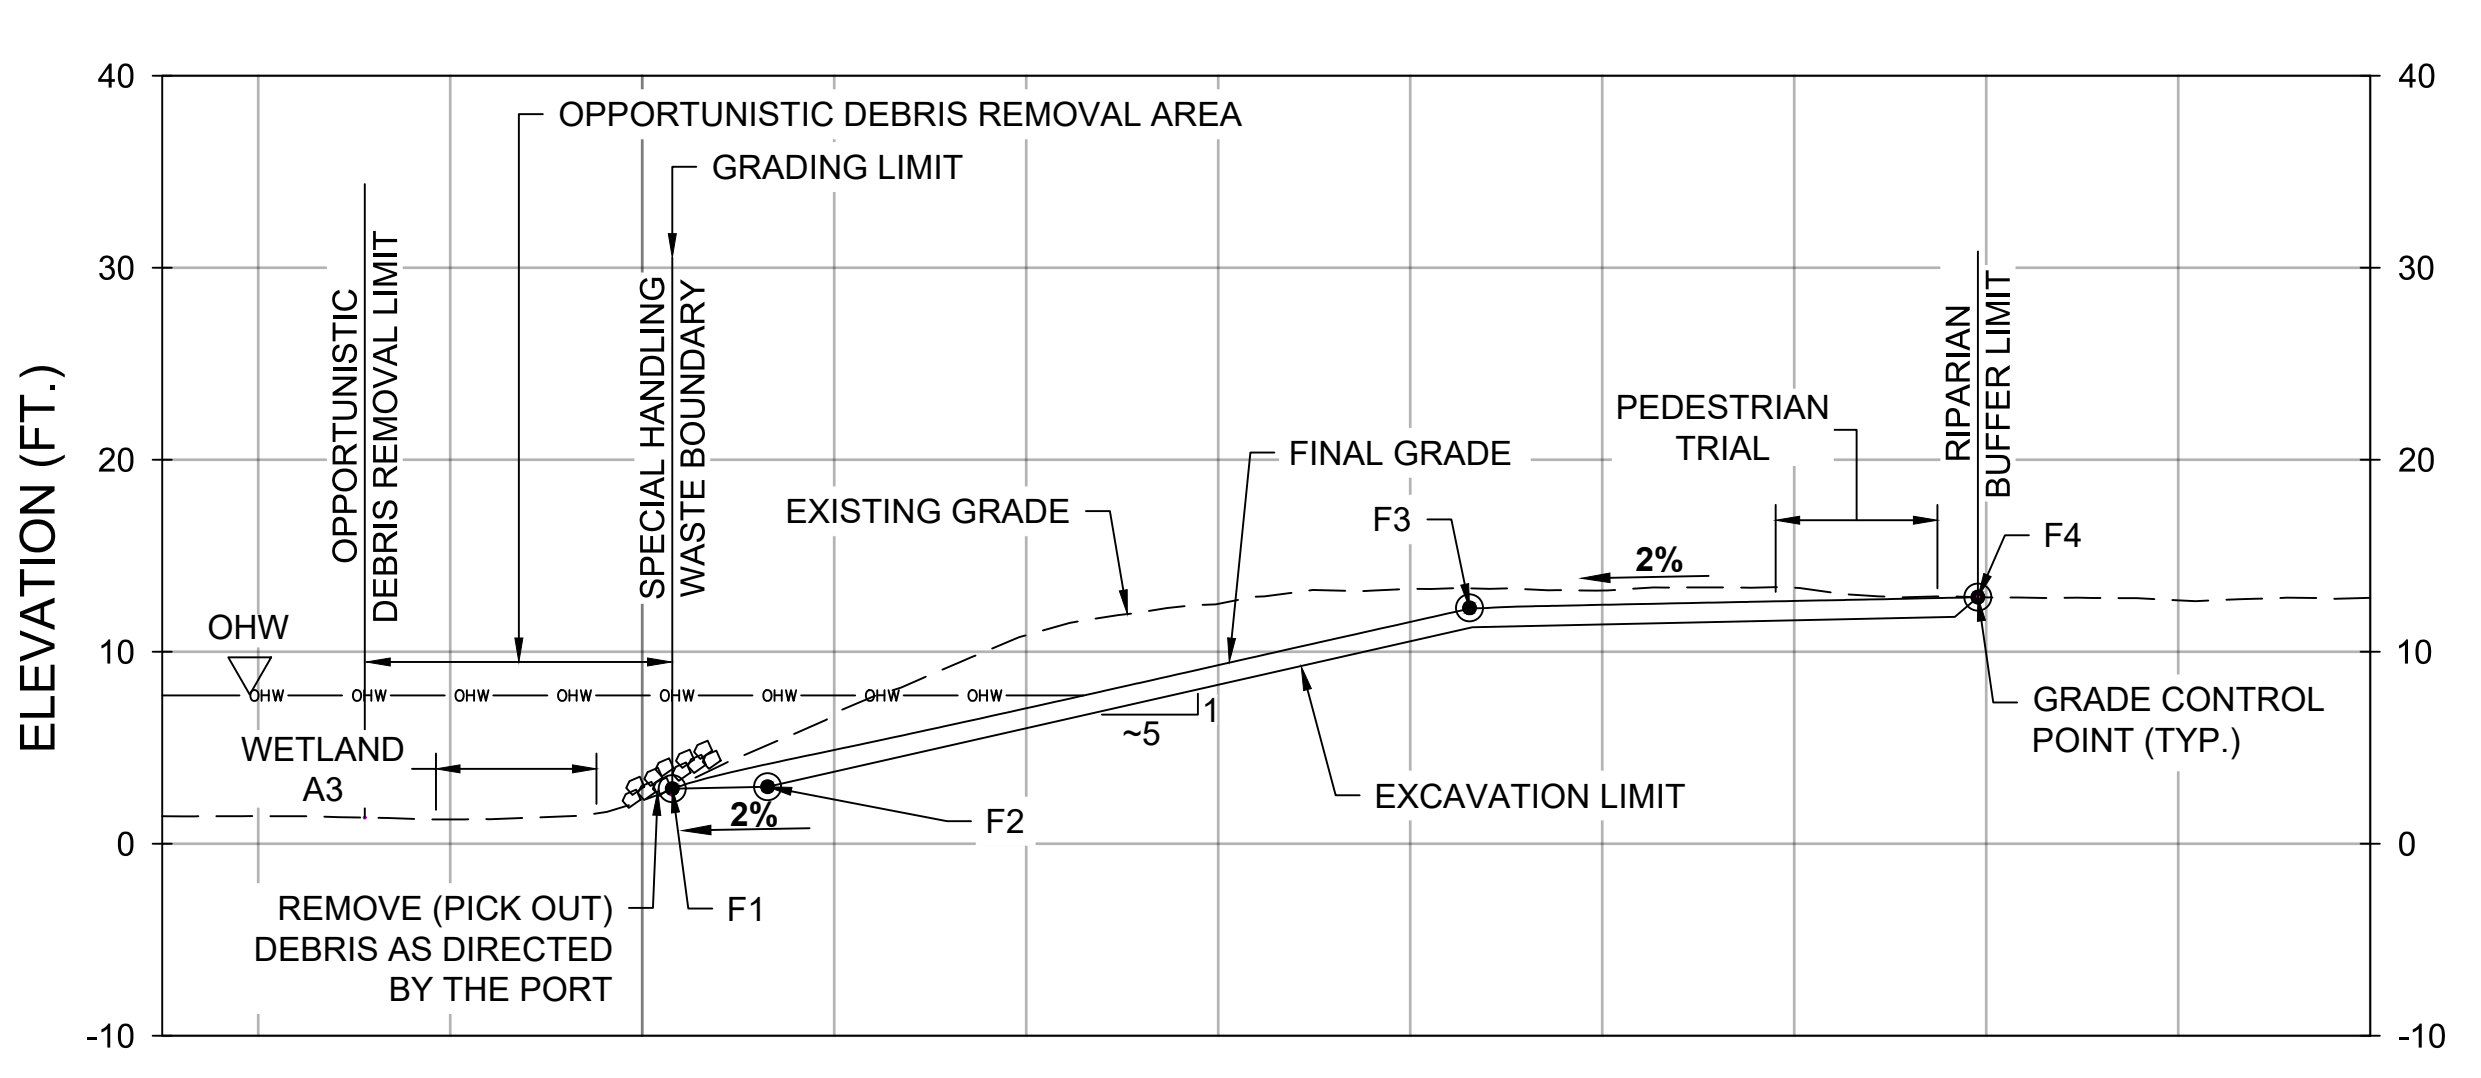 40
40
OPPORTUNISTIC DEBRIS REMOVAL AREA
GRADING LIMIT
30
30
OPPORTUNISTIC
DEBRIS REMOVAL LIMIT
SPECIAL HANDLING
WASTE BOUNDARY
RIPARIAN
BUFFER LIMIT
PEDESTRIAN
TRIAL
ELEVATION (FT.)
20
20
FINAL GRADE
EXISTING GRADE
F3
F4
2%
OHW
10
10
OHW OHW OHW OHW OHW OHW OHW OHW
GRADE CONTROL
POINT (TYP.)
1
~5
WETLAND
A3
EXCAVATION LIMIT
2%
F2
0
0
REMOVE (PICK OUT)
DEBRIS AS DIRECTED
BY THE PORT
F1
-10
-10